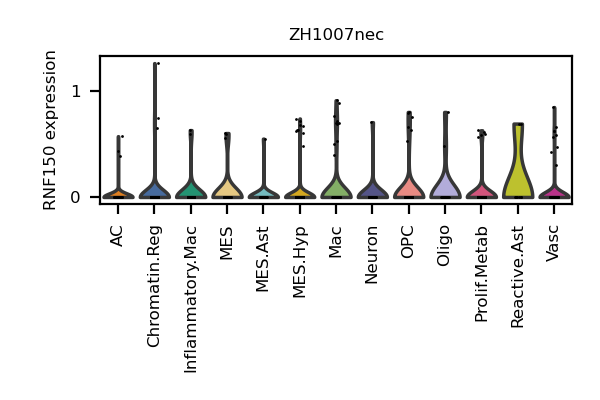 ZH1007nec
RNF150 expression
1
0
AC
Chromatin.Reg
Inflammatory.Mac
MES
MES.Ast
MES.Hyp
Mac
Neuron
OPC
Oligo
Prolif.Metab
Reactive.Ast
Vasc